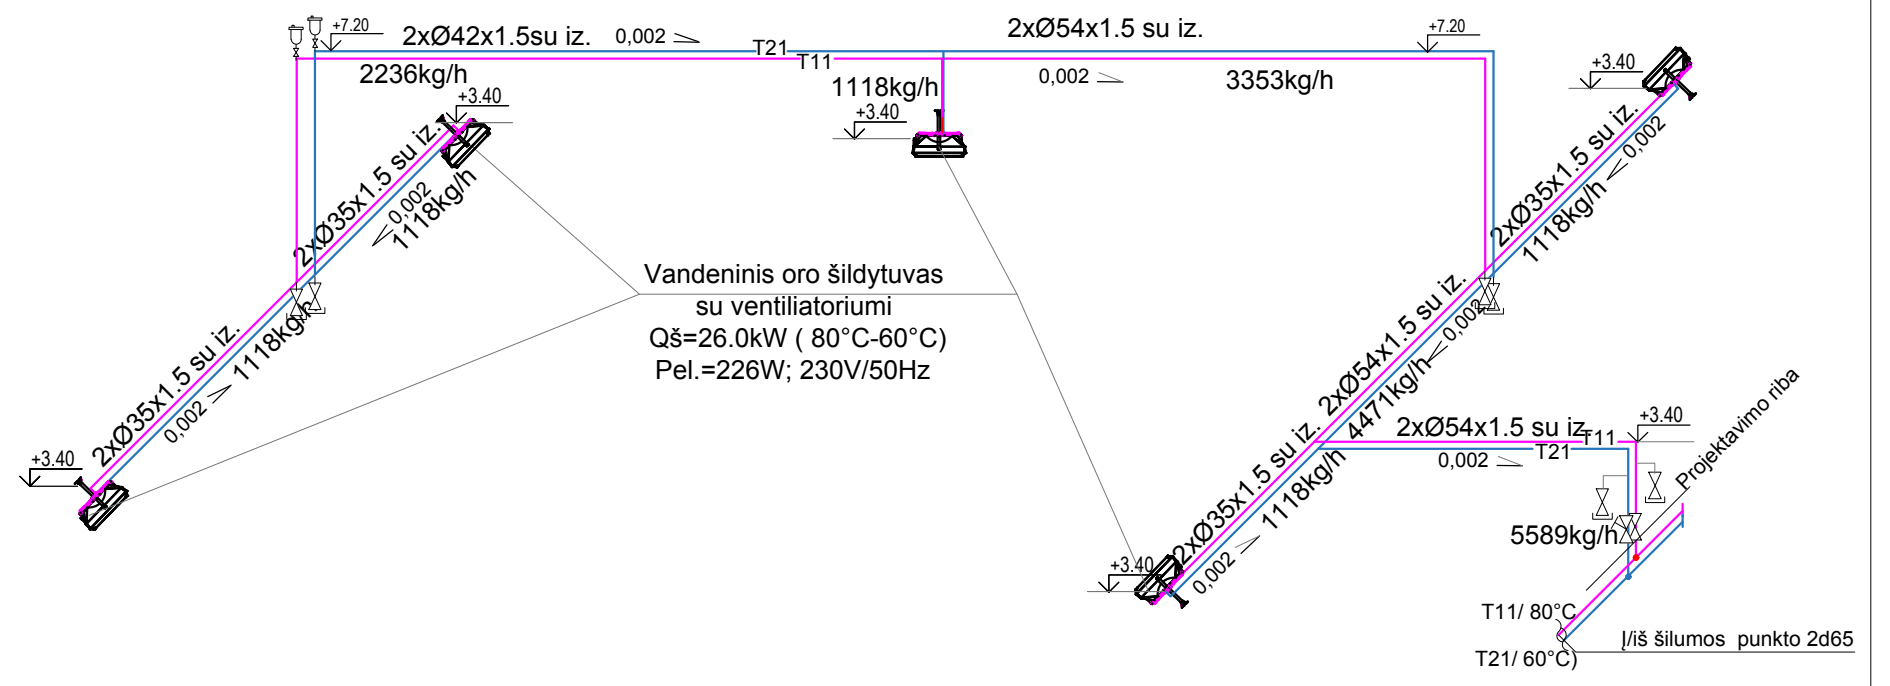 +7.20
2xØ42x1.5su iz.
0,002
T21
T11
2xØ54x1.5 su iz.
+7.20
2236kg/h
1118kg/h
0,002
3353kg/h
+3.40
+3.40
+3.40
2xØ35x1.5 su iz.
0,002
1118kg/h
2xØ35x1.5 su iz.
0,002
1118kg/h
Vandeninis oro šildytuvas
su ventiliatoriumi
Qš=26.0kW ( 80°C-60°C)
Pel.=226W; 230V/50Hz
2xØ35x1.5 su iz.
0,002
1118kg/h
+3.40
2xØ54x1.5 su iz.
0,002
4471kg/h
2xØ54x1.5 su iz.
T11
+3.40
0,002
T21
Projektavimo riba
2xØ35x1.5 su iz.
1118kg/h
0,002
+3.40
5589kg/h
T11/ 80°C
T21/ 60°C)
Į/iš šilumos punkto 2d65